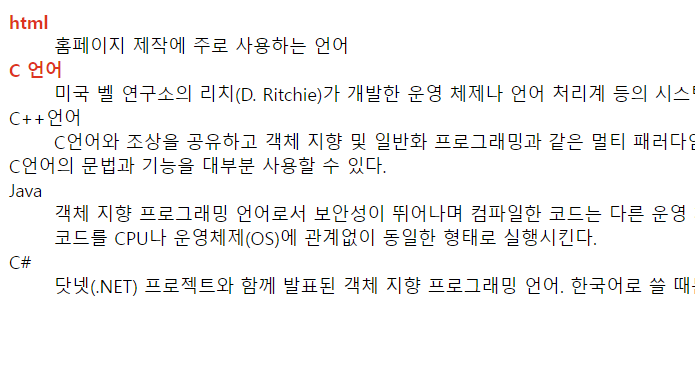 html
홈페이지 제작에 주로 사용하는 언어
C 언어
미국 벨 연구소의 리치(D. Ritchie)가 개발한 운영 체제나 언어 처리계 등의 시스
C++언어
C언어와 조상을 공유하고 객체 지향 및 일반화 프로그래밍과 같은 멀티 패러다임
C언어의 문법과 기능을 대부분 사용할 수 있다.
Java
객체 지향 프로그래밍 언어로서 보안성이 뛰어나며 컴파일한 코드는 다른 운영
코드를 CPU나 운영체제(OS)에 관계없이 동일한 형태로 실행시킨다.
C#
닷넷(.NET) 프로젝트와 함께 발표된 객체 지향 프로그래밍 언어. 한국어로 쓸 때